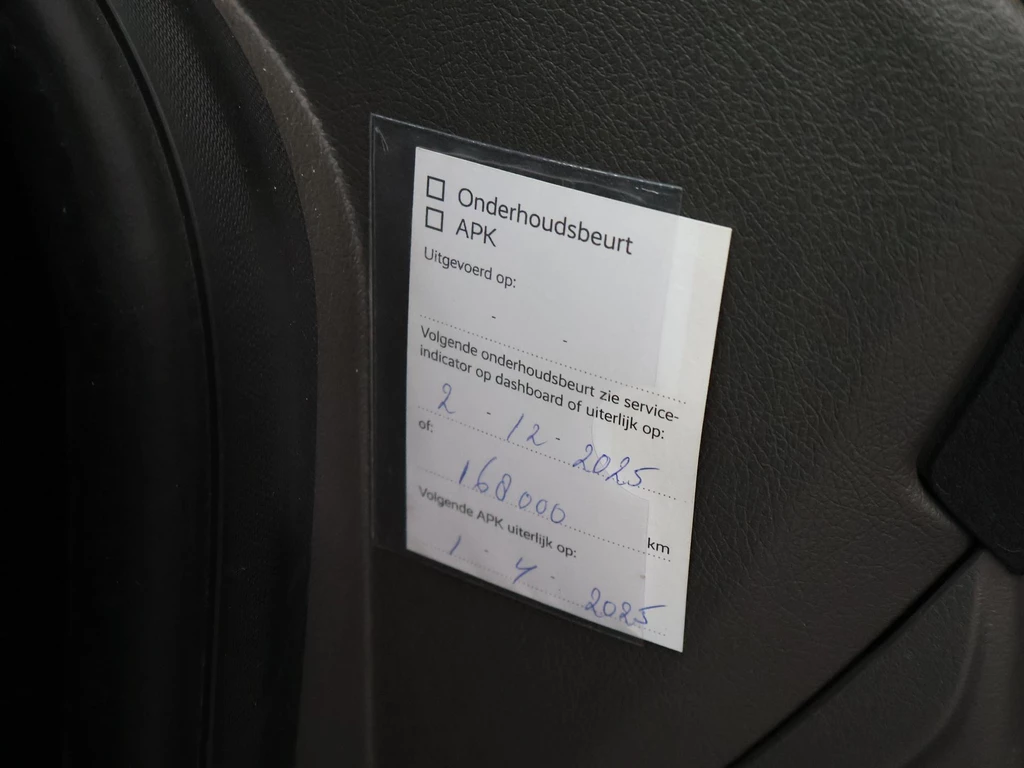 ☐ Onderhoudsbeurt
☐ APK
Uitgevoerd op:
- -
Volgende onderhoudsbeurt zie service-
indicator op dashboard of uiterlijk op:
2 - 12 - 2025
of:
168000 km
Volgende APK uiterlijk op:
1 - 4 - 2025